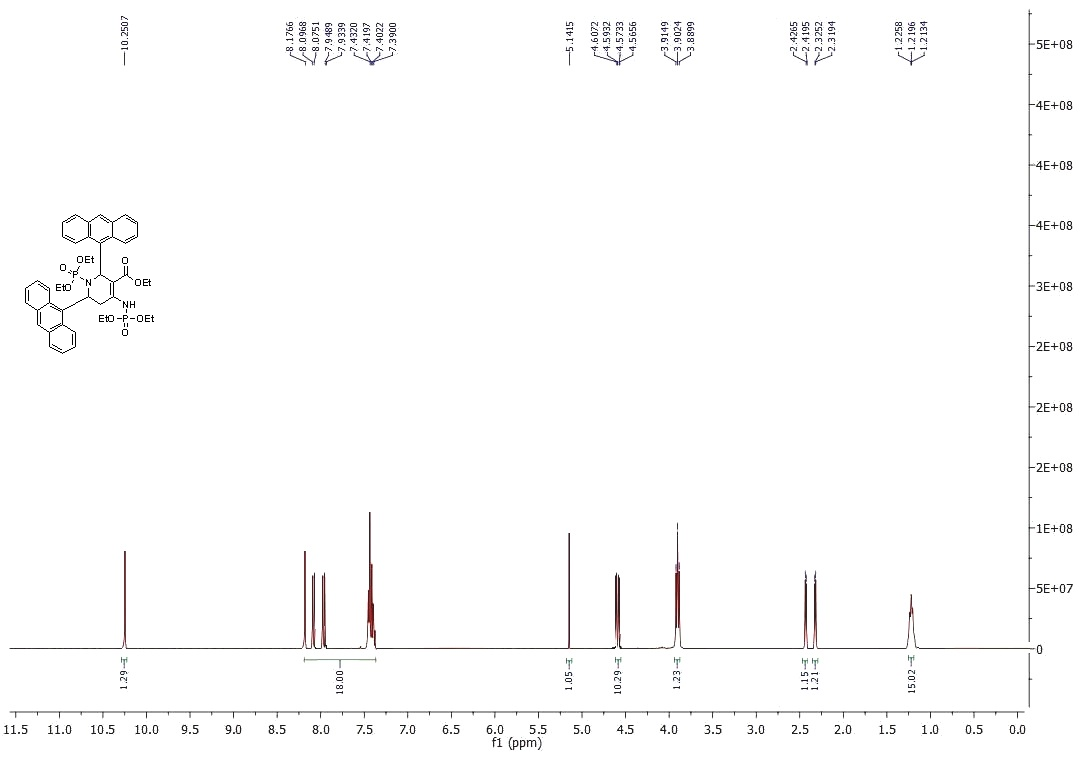 10.2507
8.1766
8.0968
8.0751
7.9489
7.9339
7.4320
7.4197
7.4022
7.3900
5.1415
4.6072
4.5932
4.5733
4.5656
3.9149
3.9024
3.8899
2.4265
2.4195
2.3252
2.3194
1.2258
1.2196
1.2134
5E+08
4E+08
4E+08
4E+08
3E+08
2E+08
2E+08
2E+08
1E+08
5E+07
0
OEt
O
P
O
N
OEt
EtO
NH
EtO P OEt
O
1.29
18.00
1.05
10.29
1.23
1.15
1.21
15.02
11.5 11.0 10.5 10.0 9.5 9.0 8.5 8.0 7.5 7.0 6.5 6.0 5.5 5.0 4.5 4.0 3.5 3.0 2.5 2.0 1.5 1.0 0.5 0.0
f1 (ppm)